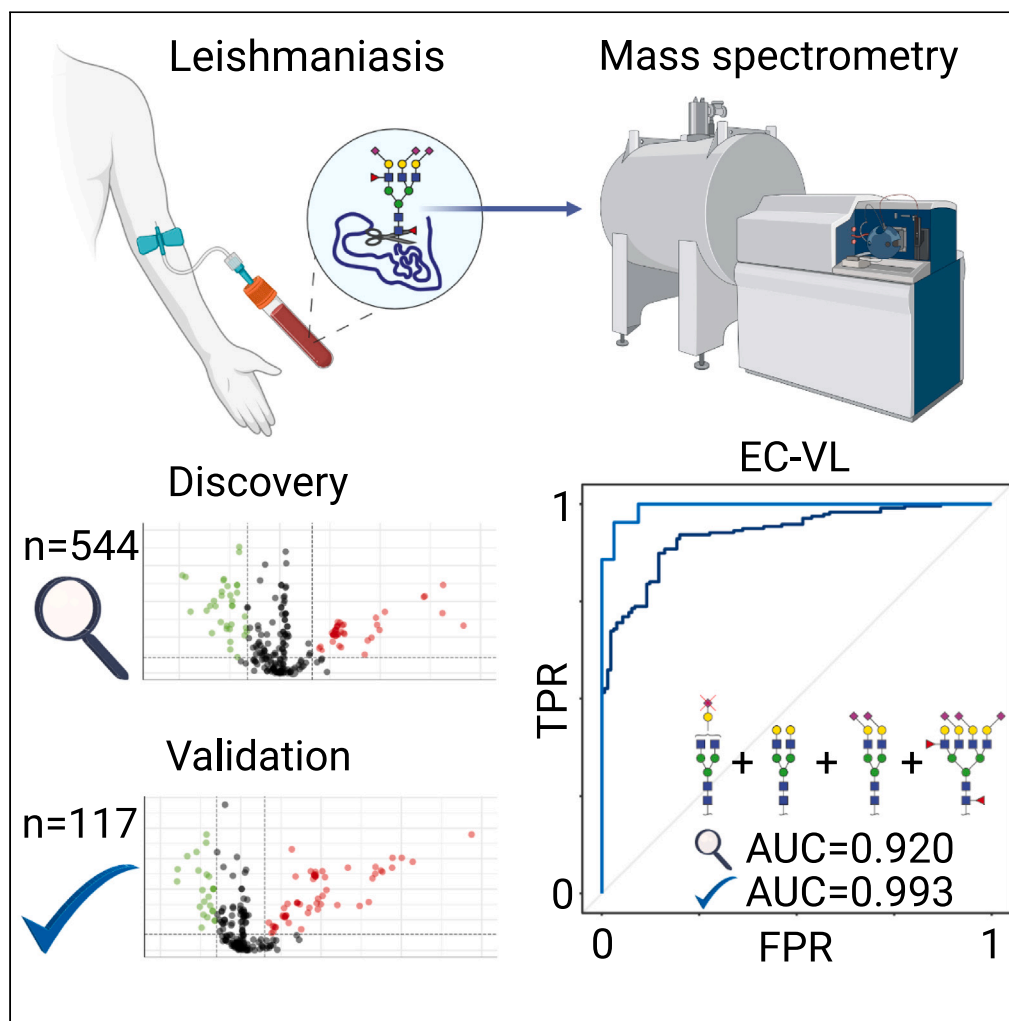 Leishmaniasis
Mass spectrometry
Discovery
n=544
Validation
n=117
EC-VL
1
TPR
+ + +
AUC=0.920
AUC=0.993
0
0 1
FPR